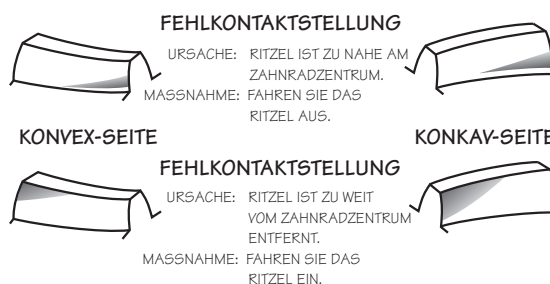 FEHLKONTAKTSTELLUNG
URSACHE: RITZEL IST ZU NAHE AM
ZAHNRADZENTRUM.
MASSNAHME: FAHREN SIE DAS
RITZEL AUS.
KONVEX-SEITE
KONKAV-SEITE
FEHLKONTAKTSTELLUNG
URSACHE: RITZEL IST ZU WEIT
VOM ZAHNRADZENTRUM
ENTFERNT.
MASSNAHME: FAHREN SIE DAS
RITZEL EIN.